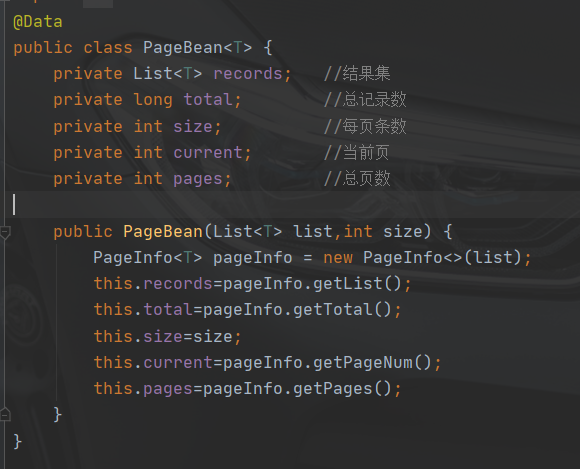 @Data
public class PageBean<T> {
    private List<T> records;   //结果集
    private long total;        //总记录数
    private int size;          //每页条数
    private int current;       //当前页
    private int pages;         //总页数
    public PageBean(List<T> list,int size) {
        PageInfo<T> pageInfo = new PageInfo<>(list);
        this.records=pageInfo.getList();
        this.total=pageInfo.getTotal();
        this.size=size;
        this.current=pageInfo.getPageNum();
        this.pages=pageInfo.getPages();
    }
}